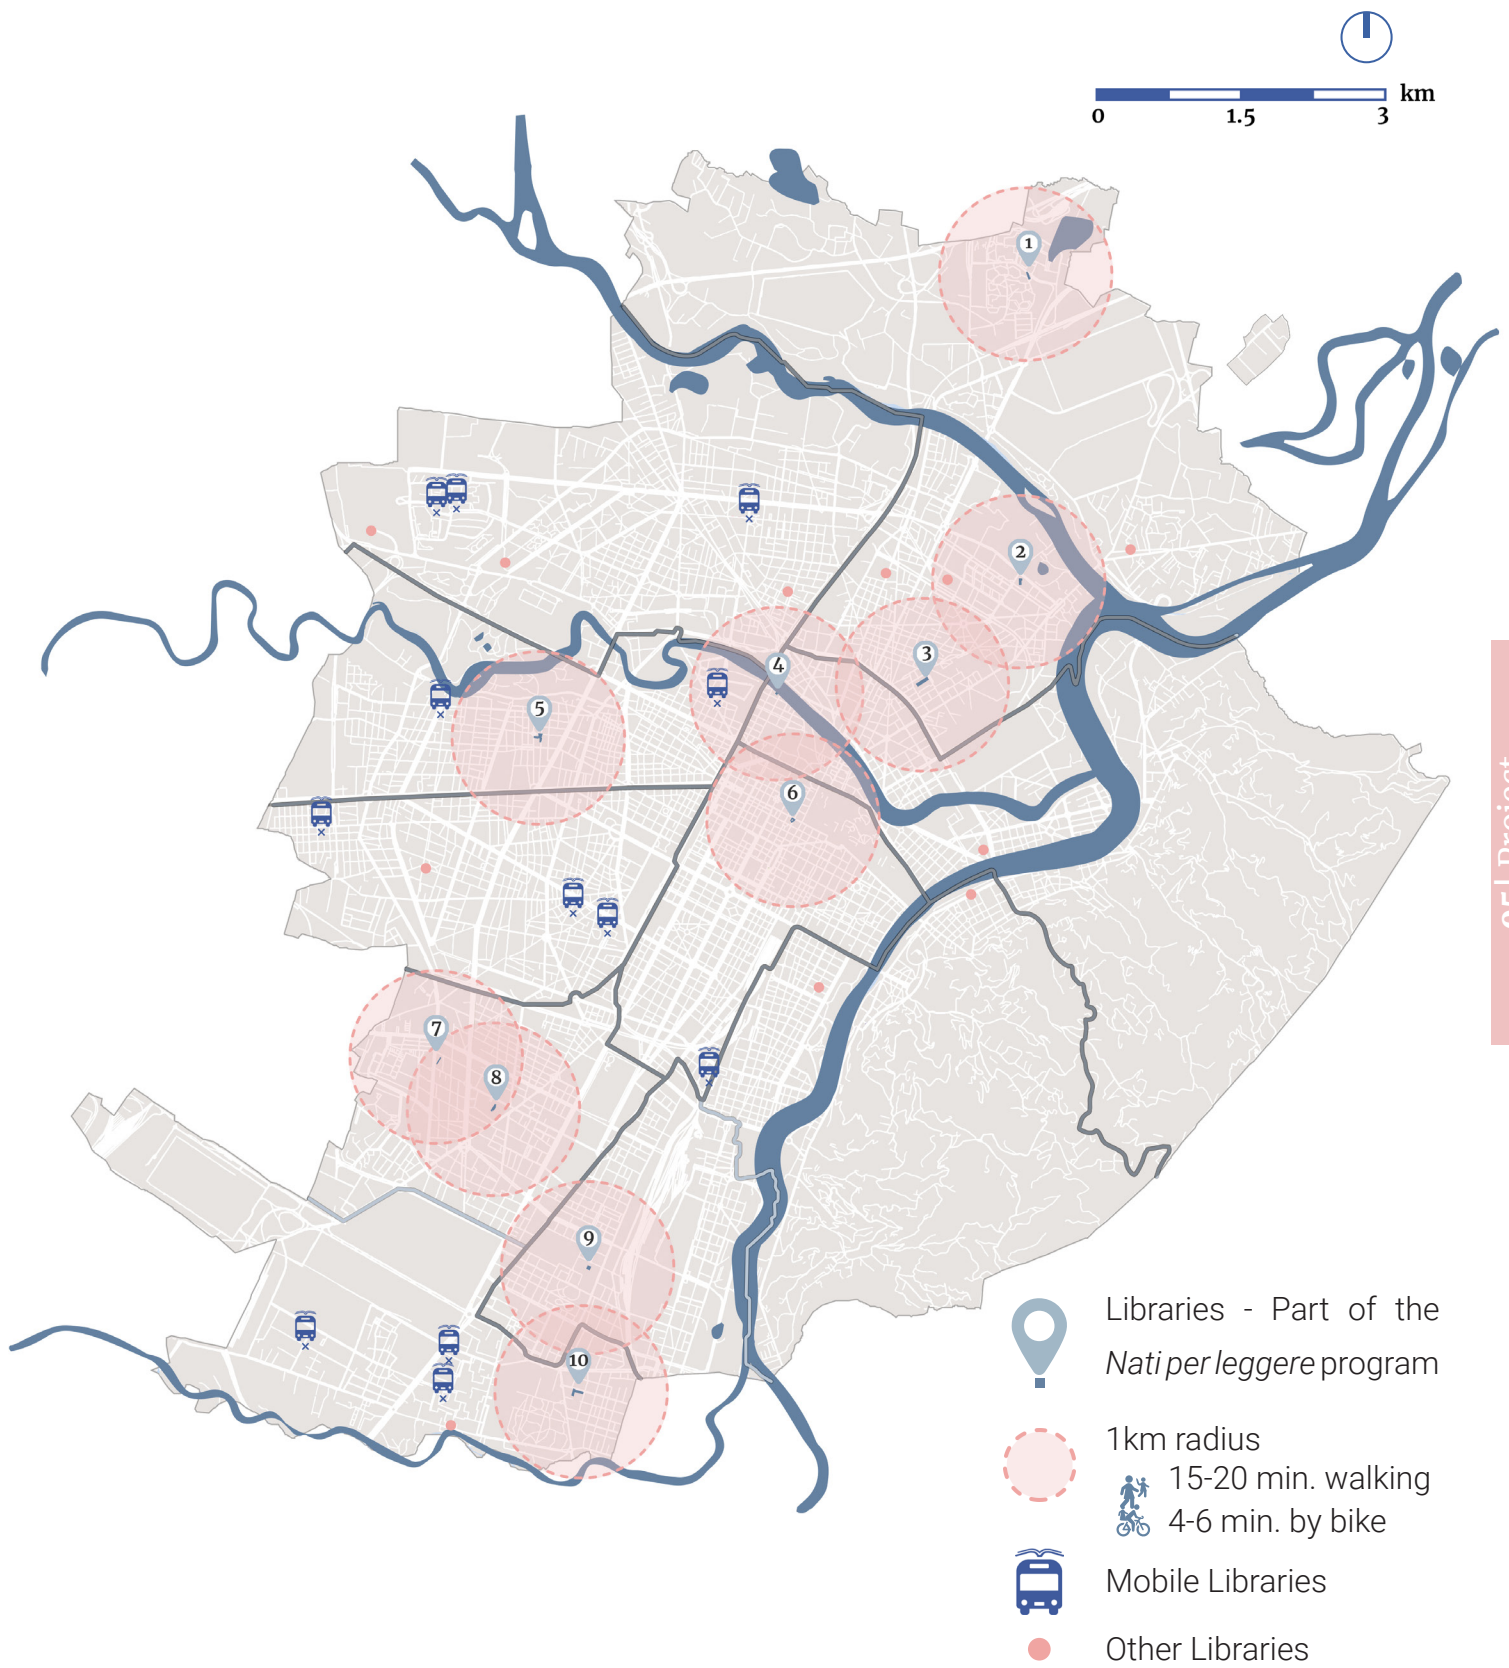 km
0 1.5 3
1
2
3
4
5
6
7
8
9
10
Libraries - Part of the
Nati per leggere program
1km radius
15-20 min. walking
4-6 min. by bike
Mobile Libraries
Other Libraries